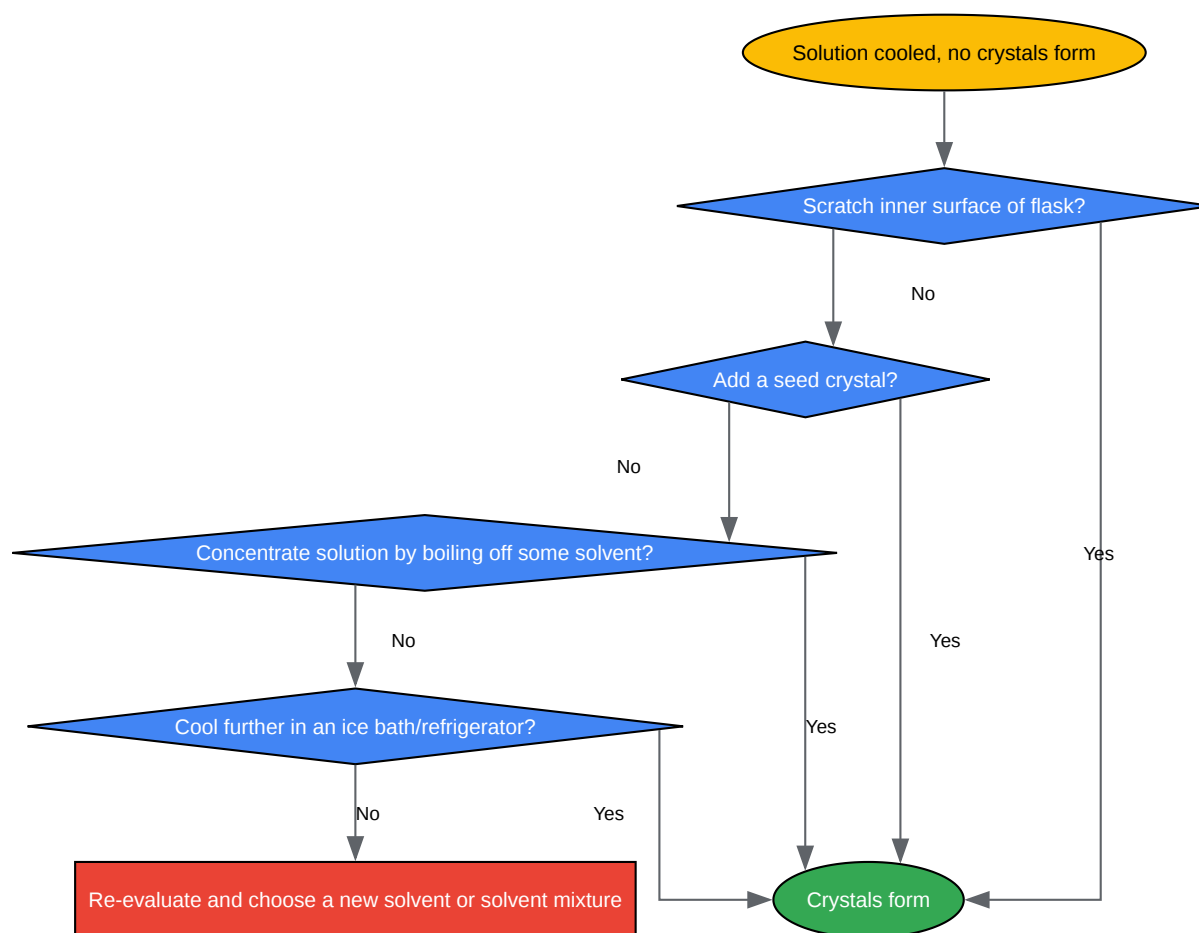 Solution cooled, no crystals form
Scratch inner surface of flask?
No
Add a seed crystal?
No
Concentrate solution by boiling off some solvent?
Yes
No
Yes
Cool further in an ice bath/refrigerator?
Yes
No
Yes
Re-evaluate and choose a new solvent or solvent mixture
Crystals form